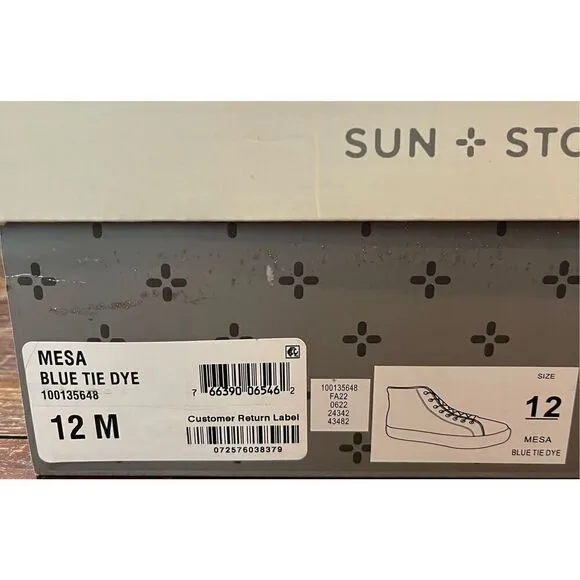 SUN + STO
MESA
BLUE TIE DYE
100135648
12 M
7 66390 06546 2
Customer Return Label
072576038379
100135648
FA22
0622
24342
43482
SIZE
12
MESA
BLUE TIE DYE